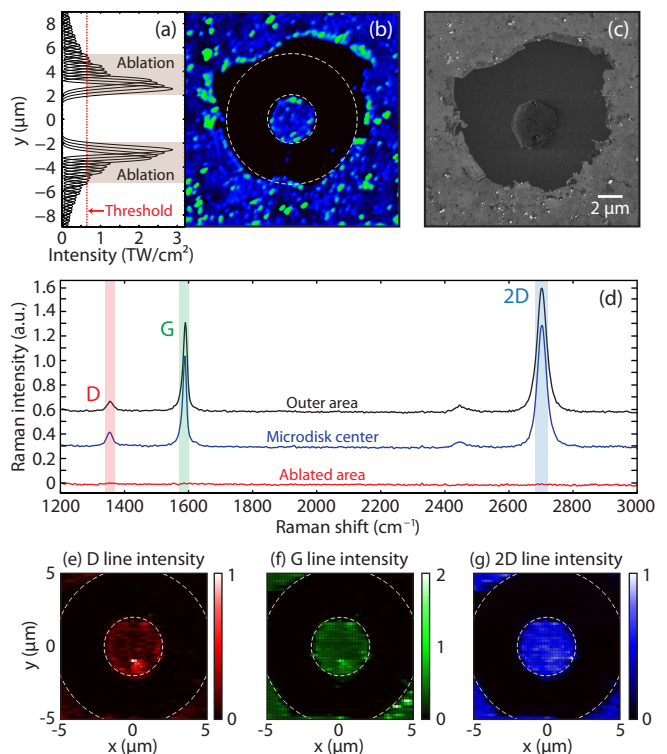 (a)
(b)
(c)
8
6
4
2
0
−2
−4
−6
−8
y (µm)
Ablation
Ablation
Threshold
0
1
2
3
Intensity (TW/cm²)
2 µm
(d)
1.6
1.4
1.2
1.0
0.8
0.6
0.4
0.2
0
Raman intensity (a.u.)
D
G
2D
Outer area
Microdisk center
Ablated area
1200
1400
1600
1800
2000
2200
2400
2600
2800
3000
Raman shift (cm⁻¹)
(e) D line intensity
(f) G line intensity
(g) 2D line intensity
5
0
-5
y (µm)
1
0
2
1
0
1
0
-5
0
5
x (µm)
-5
0
5
x (µm)
-5
0
5
x (µm)